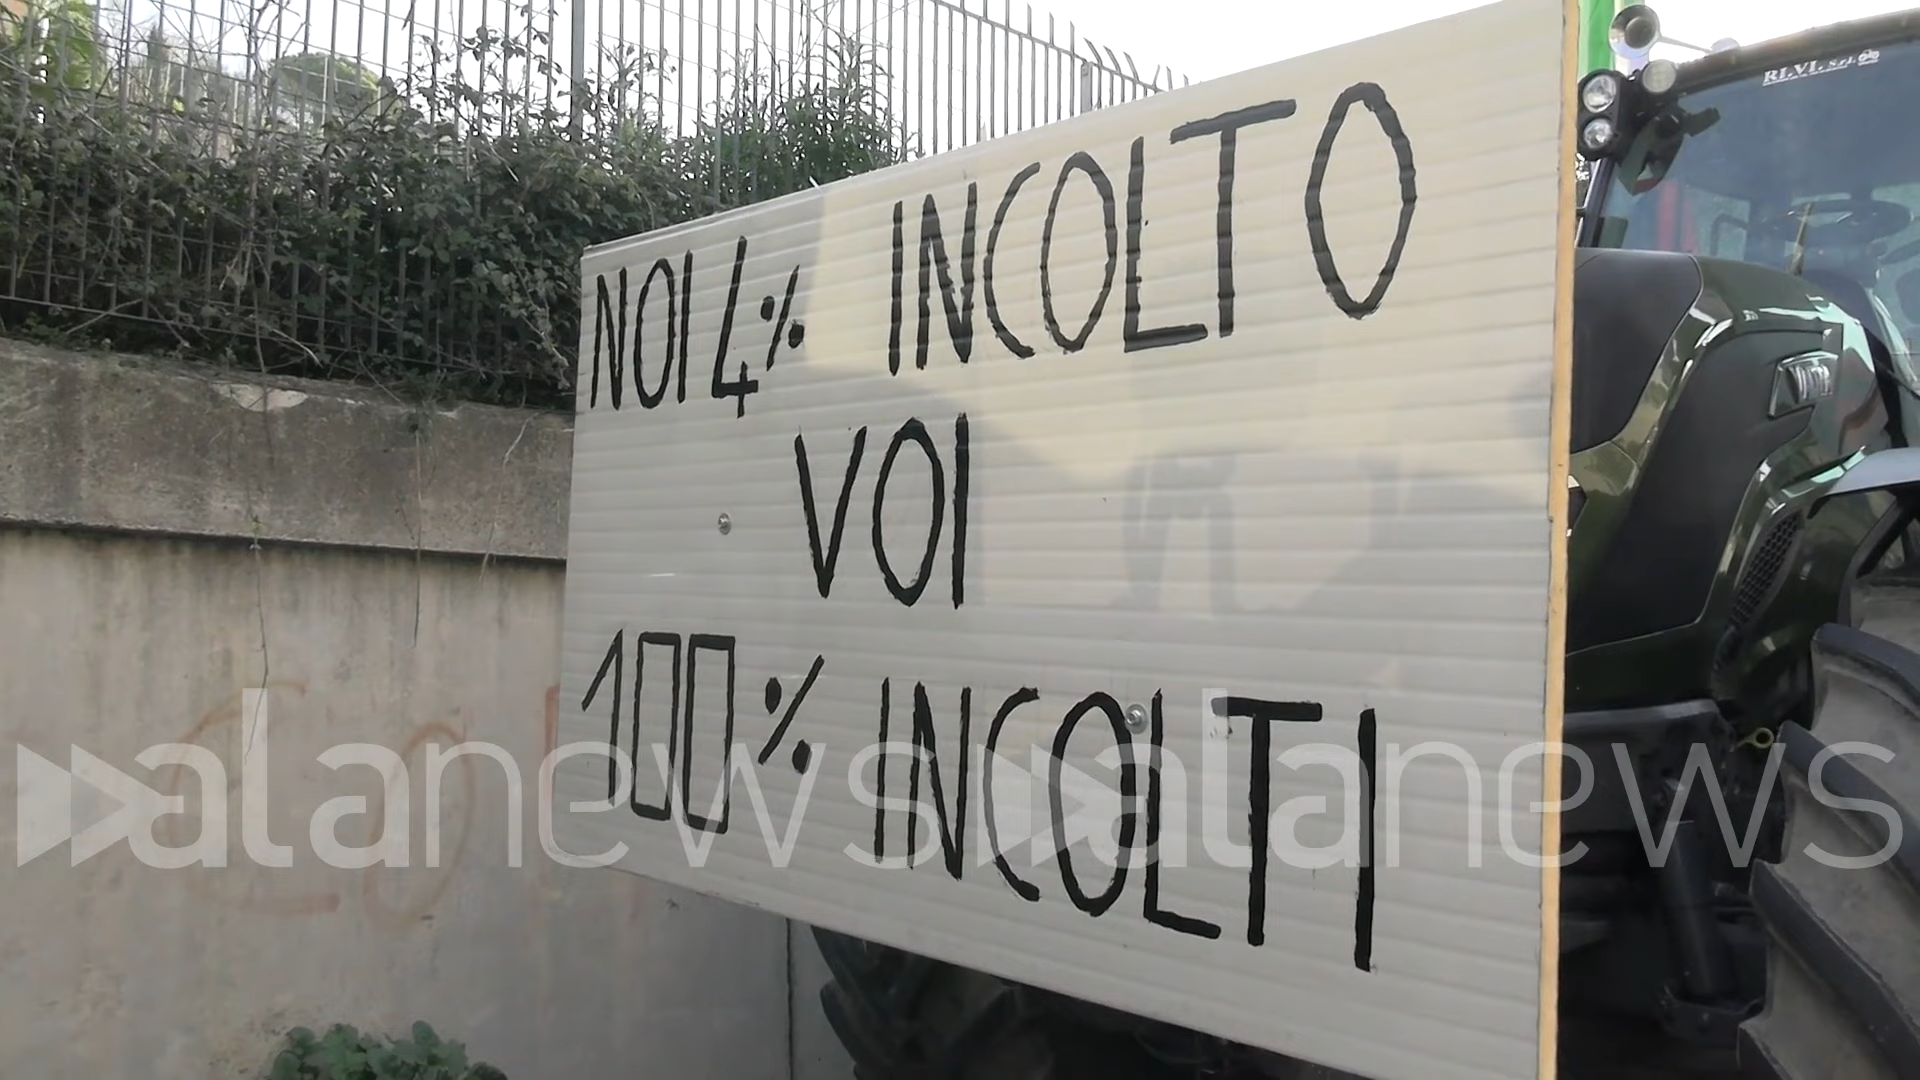 NOI 4% INCOLTO
VOI
100% INCOLTI
RI.VI. S.r.l.
alanews alanews